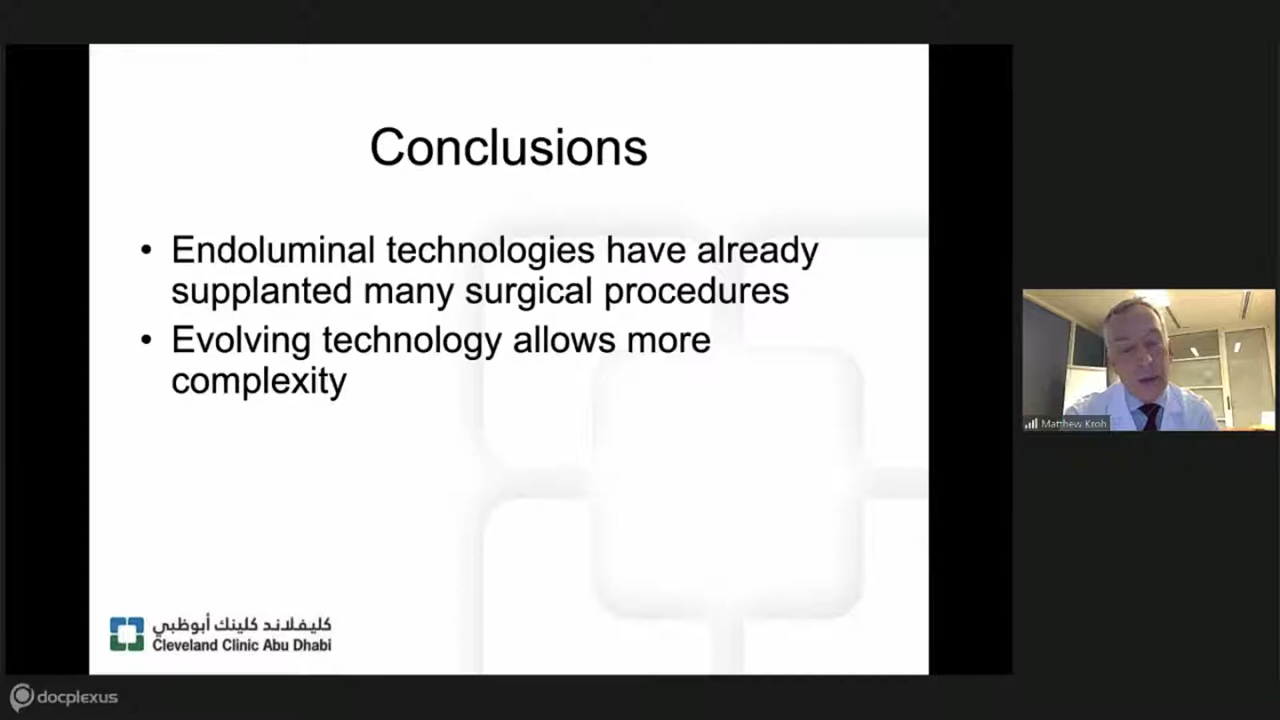 Conclusions
• Endoluminal technologies have already
supplanted many surgical procedures
• Evolving technology allows more
complexity
كليفلاند كلينك أبوظبي
Cleveland Clinic Abu Dhabi
Matthew Kroh
docplexus